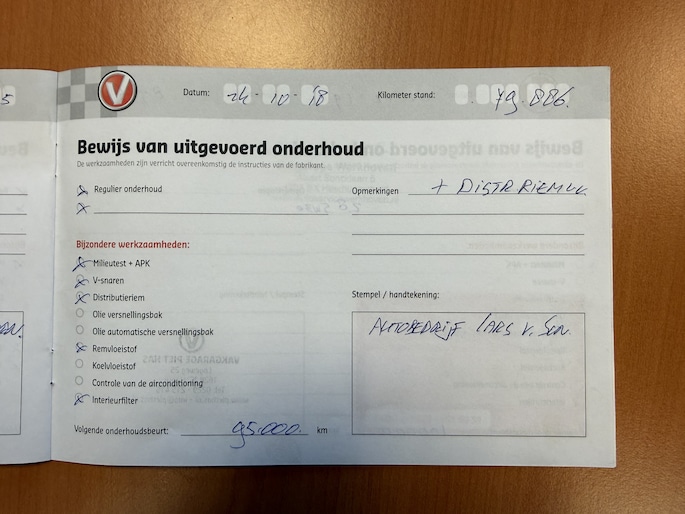 5
V
Datum: 24-10-'18
Kilometer stand: 79.886.
Bewijs van uitgevoerd onderhoud
De werkzaamheden zijn verricht overeenkomstig de instructies van de fabrikant.
x Regulier onderhoud
Opmerkingen + DISTR RIEM
x
Bijzondere werkzaamheden:
x Milieutest + APK
x V-snaren
x Distributieriem
Olie versnellingsbak
Olie automatische versnellingsbak
x Remvloeistof
Koelvloeistof
Controle van de airconditioning
x Interieurfilter
Stempel / handtekening:
AUTOBEDRIJF LARS V. SON.
Volgende onderhoudsbeurt: 95.000. km